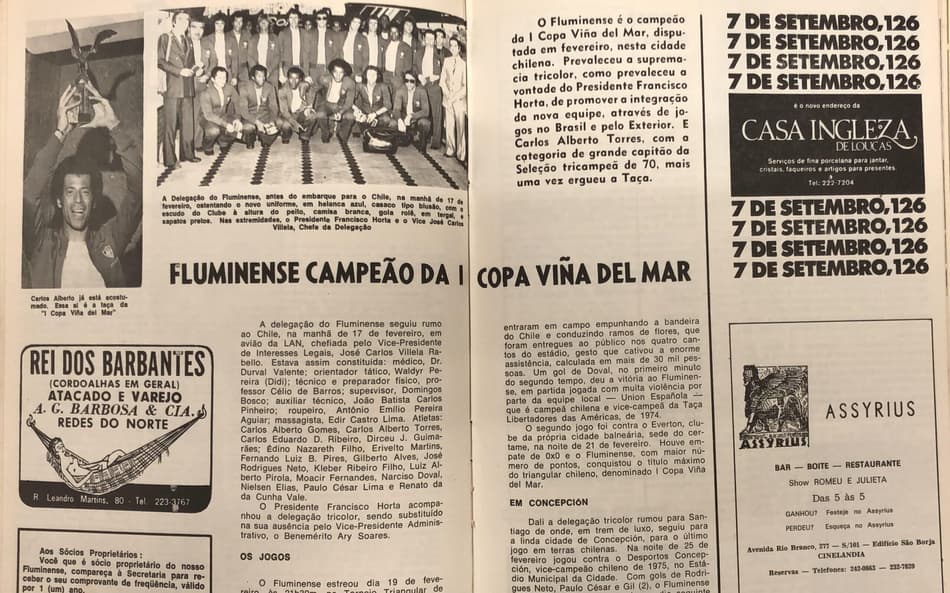 A Delegação do Fluminense, antes do embarque para o Chile, na manhã de 17 de
fevereiro, ostentando o novo uniforme, em helanca azul, casaco tipo blusão, com o
escudo do Clube à altura do peito, camisa branca, gola rolê, em tergal, e
sapatos pretos. Nas extremidades, o Presidente Francisco Horta e o Vice José Carlos
Villela, Chefe da Delegação
Carlos Alberto já está acostu-
mado. Essa si é a taça da
"I Copa Viña del Mar"
O Fluminense é o campeão
da I Copa Viña del Mar, dispu-
tada em fevereiro, nesta cidade
chilena. Prevaleceu a suprema-
cia tricolor, como prevaleceu a
vontade do Presidente Francisco
Horta, de promover a integração
da nova equipe, através de jo-
gos no Brasil e pelo Exterior. E
Carlos Alberto Torres, com a
categoria de grande capitão da
Seleção tricampeã de 70, mais
uma vez ergueu a Taça.
FLUMINENSE CAMPEÃO DA I COPA VIÑA DEL MAR
REI DOS BARBANTES
(CORDOALHAS EM GERAL)
ATACADO E VAREJO
A. G. BARBOSA & CIA.
REDES DO NORTE
R Leandro Martins, 80 - Tel. 223-3767
Aos Sócios Proprietários:
Você que é sócio proprietário do nosso
Fluminense, compareça à Secretaria para re-
ceber o seu comprovante de freqüência, válido
por 1 (um) ano.
A delegação do Fluminense seguiu rumo
ao Chile, na manhã de 17 de fevereiro, em
avião da LAN, chefiada pelo Vice-Presidente
de Interesses Legais, José Carlos Villela Ra-
bello. Estava assim constituída: médico, Dr.
Durval Valente; orientador tático, Waldyr Pe-
reira (Didi); técnico e preparador físico, pro-
fessor Célio de Barros; supevisor, Domingos
Bosco; auxiliar técnico, João Batista Carlos
Pinheiro; roupeiro, Antônio Emílio Pereira
Aguiar; massagista, Edir Castro Lima. Atletas:
Carlos Alberto Gomes, Carlos Alberto Torres,
Carlos Eduardo D. Ribeiro, Dirceu J. Guima-
rães; Edino Nazareth Filho, Erivelto Martins,
Fernando Luiz B. Pires, Gilberto Alves, José
Rodrigues Neto, Kleber Ribeiro Filho, Luiz Al-
berto Pirola, Moacir Fernandes, Narciso Doval,
Nielsen Elias, Paulo César Lima e Renato da
da Cunha Vale.
O Presidente Francisco Horta acompa-
nhou a delegação tricolor, sendo substituído
na sua ausência pelo Vice-Presidente Adminis-
trativo, o Benemérito Ary Soares.
OS JOGOS
O Fluminense estreou dia 19 de feve-
reiro, às 21h30m, no Torneio Triangular de
entraram em campo empunhando a bandeira
do Chile e conduzindo ramos de flores, que
foram entregues ao público nos quatro can-
tos do estádio, gesto que cativou a enorme
assistência, calculada em mais de 30 mil pes-
soas. Um gol de Doval, no primeiro minuto
do segundo tempo, deu a vitória ao Fluminen-
se, em partida jogada com muita violência por
parte da equipe local — Union Española —
que é campeã chilena e vice-campeã da Taça
Libertadores das Américas, de 1974.
O segundo jogo foi contra o Everton, clu-
be da própria cidade balneária, sede do cer-
tame, na noite de 21 de fevereiro. Houve em-
pate de 0x0 e o Fluminense, com maior nú-
mero de pontos, conquistou o título máximo
do triangular chileno, denominado I Copa Viña
del Mar.
EM CONCEPCIÓN
Dali a delegação tricolor rumou para San-
tiago de onde, em trem de luxo, seguiu para
a linda cidade de Concepción, para o último
jogo em terras chilenas. Na noite de 25 de
fevereiro jogou contra o Desportos Concep-
ción, vice-campeão chileno de 1975, no Está-
dio Municipal da Cidade. Com gols de Rodri-
gues Neto, Paulo César e Gil (2), o Fluminense
7 DE SETEMBRO,126
7 DE SETEMBRO,126
7 DE SETEMBRO,126
7 DE SETEMBRO,126
é o novo endereço da
CASA INGLEZA
DE LOUÇAS
Serviços de fina porcelana para jantar,
cristais, faqueiros e artigos para presentes.
Tel: 222-7204
7 DE SETEMBRO,126
7 DE SETEMBRO,126
7 DE SETEMBRO,126
7 DE SETEMBRO,126
ASSYRIUS
ASSYRIUS
BAR — BOITE — RESTAURANTE
Show ROMEU E JULIETA
Das 5 às 5
GANHOU? Festeje no Assyrius
PERDEU? Esqueça no Assyrius
Avenida Rio Branco, 277 — S/101 — Edifício São Borja
CINELANDIA
Reservas — Telefones: 242-0863 — 232-7839